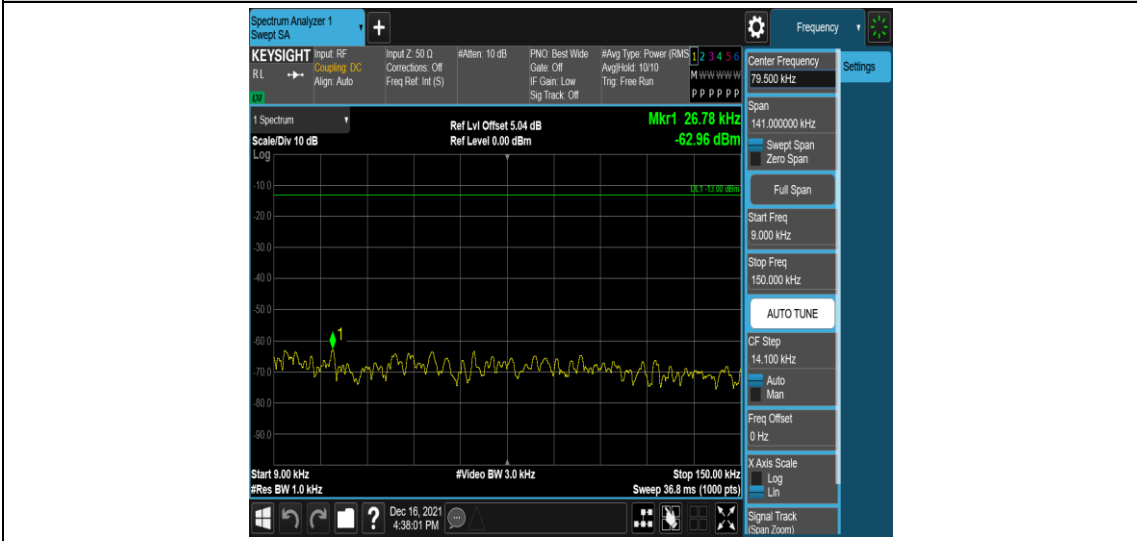 Spectrum Analyzer 1
Swept SA
+
Frequency
KEYSIGHT
RL
Input: RF
Coupling: DC
Align: Auto
Input Z: 50 Ω
Corrections: Off
Freq Ref: Int (S)
#Atten: 10 dB
PNO: Best Wide
Gate: Off
IF Gain: Low
Sig Track: Off
#Avg Type: Power (RMS
Avg|Hold: 10/10
Trig: Free Run
1 2 3 4 5 6
M W W W W W
P P P P P P
1 Spectrum
Scale/Div 10 dB
Log
Ref Lvl Offset 5.04 dB
Ref Level 0.00 dBm
Mkr1 26.78 kHz
-62.96 dBm
DL1 -13.00 dBm
-10.0
-20.0
-30.0
-40.0
-50.0
-60.0
-70.0
-80.0
-90.0
1
Start 9.00 kHz
#Res BW 1.0 kHz
#Video BW 3.0 kHz
Stop 150.00 kHz
Sweep 36.8 ms (1000 pts)
Center Frequency
79.500 kHz
Settings
Span
141.000000 kHz
Swept Span
Zero Span
Full Span
Start Freq
9.000 kHz
Stop Freq
150.000 kHz
AUTO TUNE
CF Step
14.100 kHz
Auto
Man
Freq Offset
0 Hz
X Axis Scale
Log
Lin
Signal Track
(Span Zoom)
?
Dec 16, 2021
4:38:01 PM